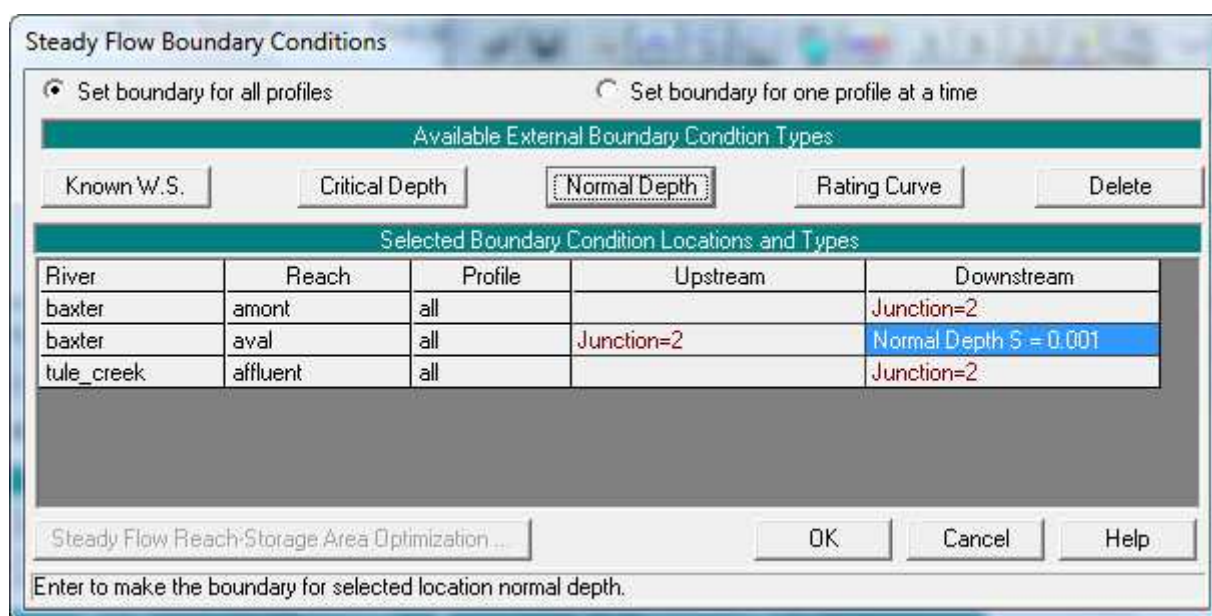 Steady Flow Boundary Conditions
Set boundary for all profiles Set boundary for one profile at a time
Available External Boundary Condtion Types
Known W.S. Critical Depth Normal Depth Rating Curve Delete
Selected Boundary Condition Locations and Types
River Reach Profile Upstream Downstream
baxter amont all Junction=2
baxter aval all Junction=2 Normal Depth S = 0.001
tule_creek affluent all Junction=2
Steady Flow Reach-Storage Area Optimization ... OK Cancel Help
Enter to make the boundary for selected location normal depth.